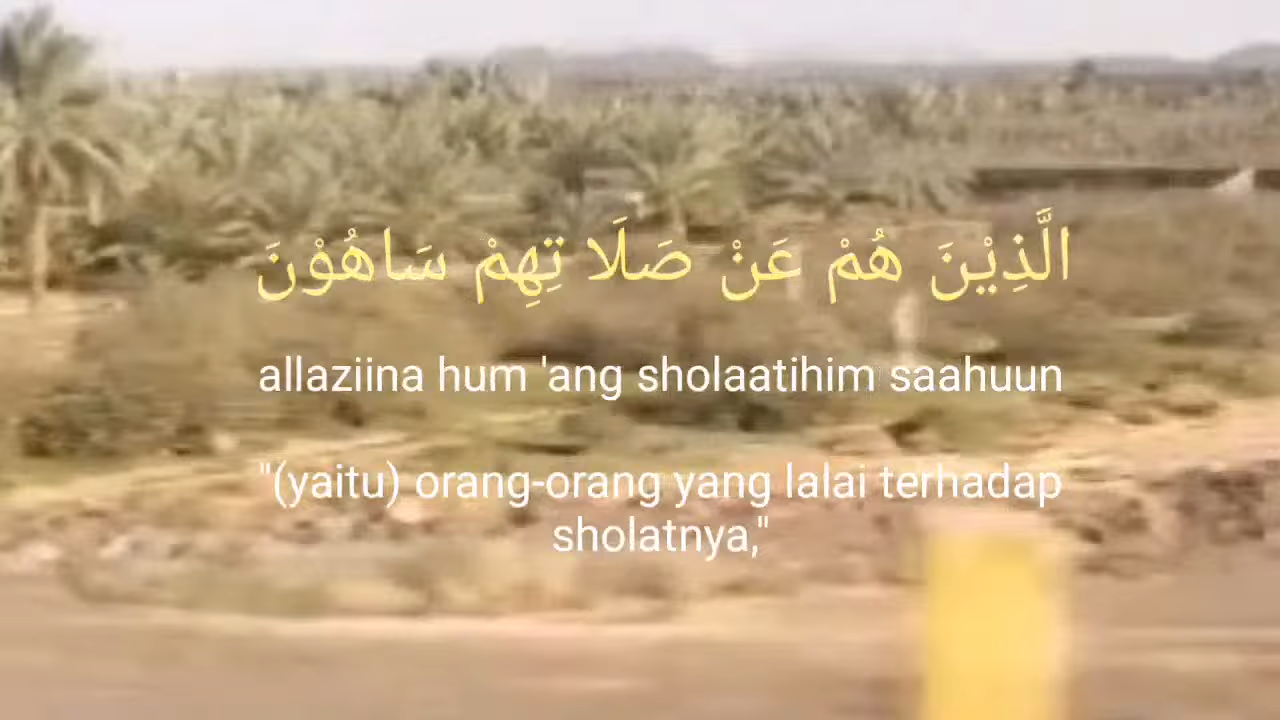 الَّذِيْنَ هُمْ عَنْ صَلَا تِهِمْ سَاهُوْنَ
allaziina hum 'ang sholaatihim saahuun
"(yaitu) orang-orang yang lalai terhadap
sholatnya,"